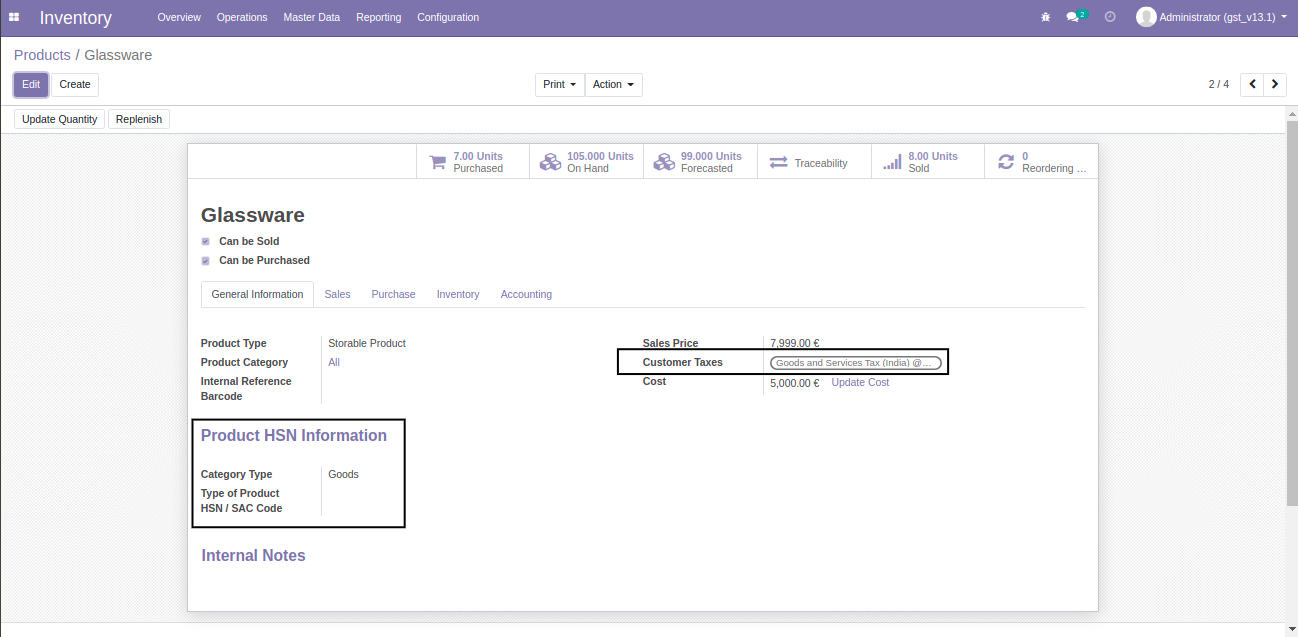 Inventory Overview Operations Master Data Reporting Configuration 2 Administrator (gst_v13.1)
Products / Glassware
Edit Create Print Action 2 / 4
Update Quantity Replenish
7.00 Units
Purchased
105.000 Units
On Hand
99.000 Units
Forecasted
Traceability
8.00 Units
Sold
0
Reordering ...
Glassware
Can be Sold
Can be Purchased
General Information Sales Purchase Inventory Accounting
Product Type Storable Product
Product Category All
Internal Reference
Barcode
Sales Price 7,999.00 €
Customer Taxes Goods and Services Tax (India) @...
Cost 5,000.00 € Update Cost
Product HSN Information
Category Type Goods
Type of Product
HSN / SAC Code
Internal Notes